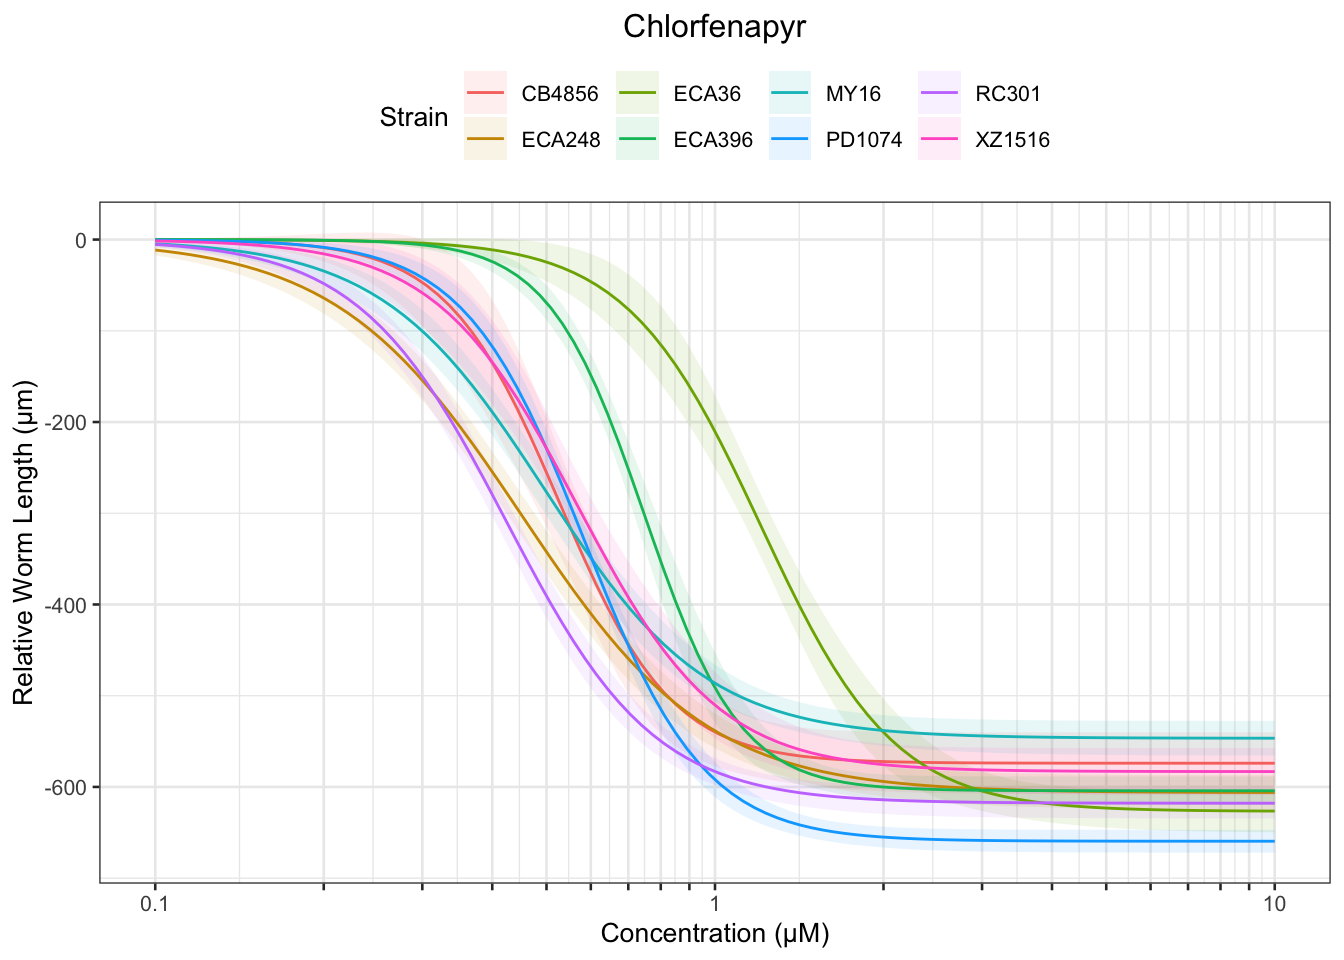 Chlorfenapyr
Strain
CB4856 ECA36 MY16 RC301
ECA248 ECA396 PD1074 XZ1516
Relative Worm Length (µm)
0
-200
-400
-600
0.1 1 10
Concentration (µM)